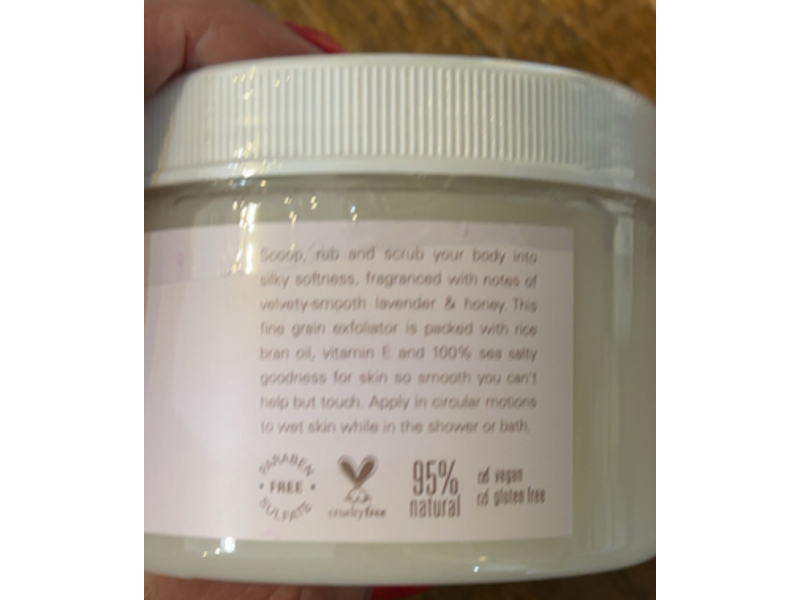 Scoop, rub and scrub your body into
silky softness, fragranced with notes of
velvety-smooth lavender & honey. This
fine grain exfoliator is packed with rice
bran oil, vitamin E and 100% sea salty
goodness for skin so smooth you can't
help but touch. Apply in circular motions
to wet skin while in the shower or bath.
PARABEN
• FREE •
SULFATE
crueltyfree
95%
natural
vegan
gluten free